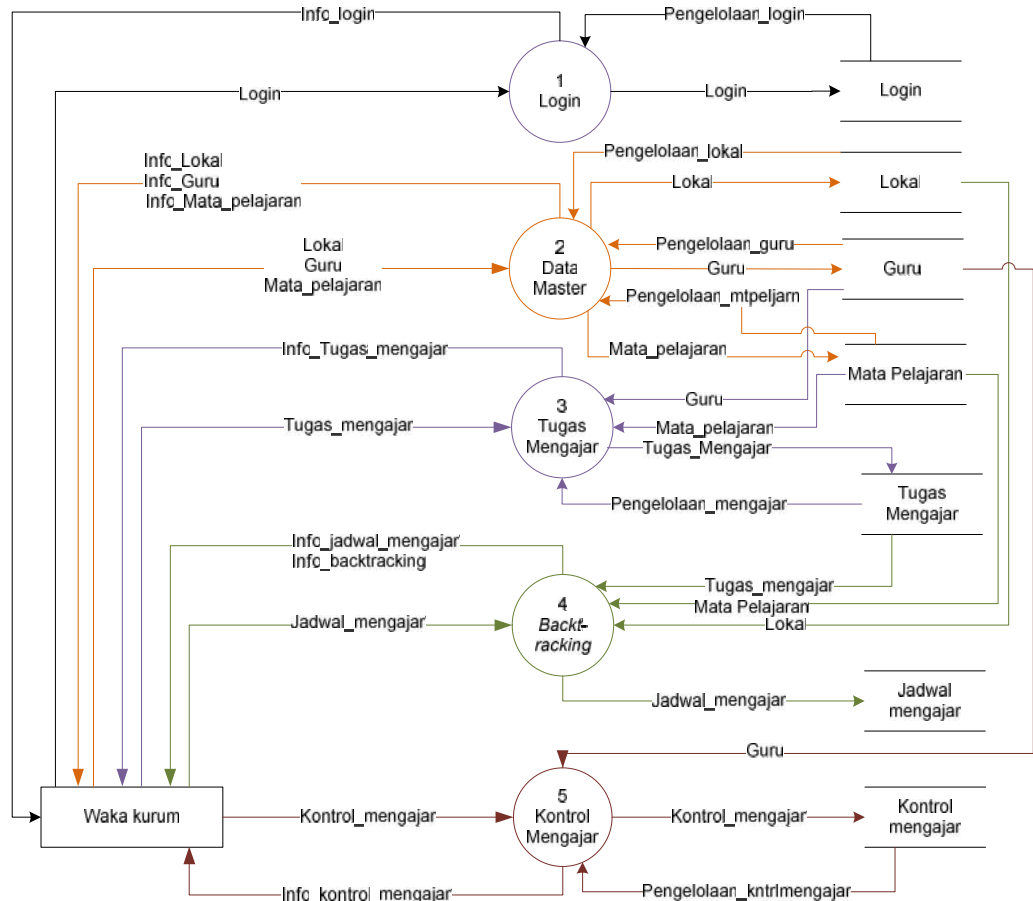 Info_login
Pengelolaan_login
1
Login
Login
Login
Login
Info_Lokal
Info_Guru
Info_Mata_pelajaran
Pengelolaan_lokal
Lokal
Lokal
Lokal
Guru
Mata_pelajaran
2
Data
Master
Pengelolaan_guru
Guru
Guru
Pengelolaan_mtpeljarn
Mata_pelajaran
Mata Pelajaran
Info_Tugas_mengajar
Tugas_mengajar
3
Tugas
Mengajar
Guru
Mata_pelajaran
Tugas_Mengajar
Pengelolaan_mengajar
Tugas
Mengajar
Info_jadwal_mengajar
Info_backtracking
Jadwal_mengajar
4
Backt-
racking
Tugas_mengajar
Mata Pelajaran
Lokal
Jadwal_mengajar
Jadwal
mengajar
Guru
Waka kurum
Kontrol_mengajar
5
Kontrol
Mengajar
Kontrol_mengajar
Kontrol
mengajar
Info_kontrol_mengajar
Pengelolaan_kntrlmengajar